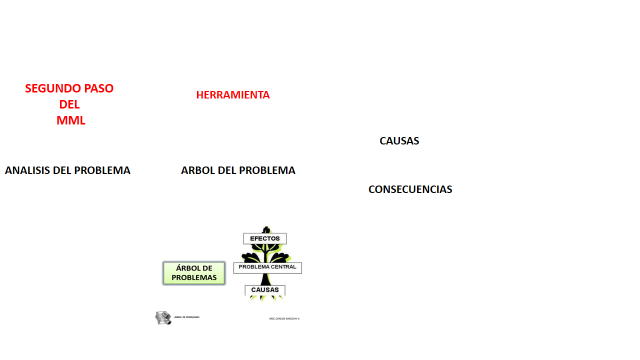 SEGUNDO PASO
DEL
MML
HERRAMIENTA
CAUSAS
ANALISIS DEL PROBLEMA
ARBOL DEL PROBLEMA
CONSECUENCIAS
EFECTOS
ÁRBOL DE
PROBLEMAS
PROBLEMA CENTRAL
CAUSAS